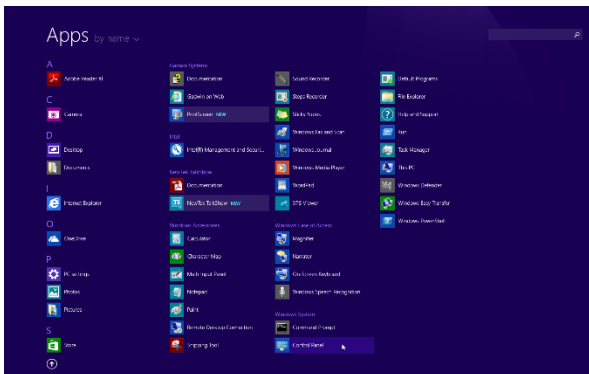 Apps by name
A
Adobe Reader XI
C
Camera
D
Desktop
Documents
I
Internet Explorer
O
OneDrive
P
PC settings
Photos
Pictures
S
Store
Gadwin Systems
Documentation
Gadwin on Web
PrintScreen NEW
Intel
Intel(R) Management and Securi...
NewTek TalkShow
Documentation
NewTek TalkShow NEW
Windows Accessories
Calculator
Character Map
Math Input Panel
Notepad
Paint
Remote Desktop Connection
Snipping Tool
Sound Recorder
Steps Recorder
Sticky Notes
Windows Fax and Scan
Windows Journal
Windows Media Player
WordPad
XPS Viewer
Windows Ease of Access
Magnifier
Narrator
On-Screen Keyboard
Windows Speech Recognition
Windows System
Command Prompt
Control Panel
Default Programs
File Explorer
Help and Support
Run
Task Manager
This PC
Windows Defender
Windows Easy Transfer
Windows PowerShell